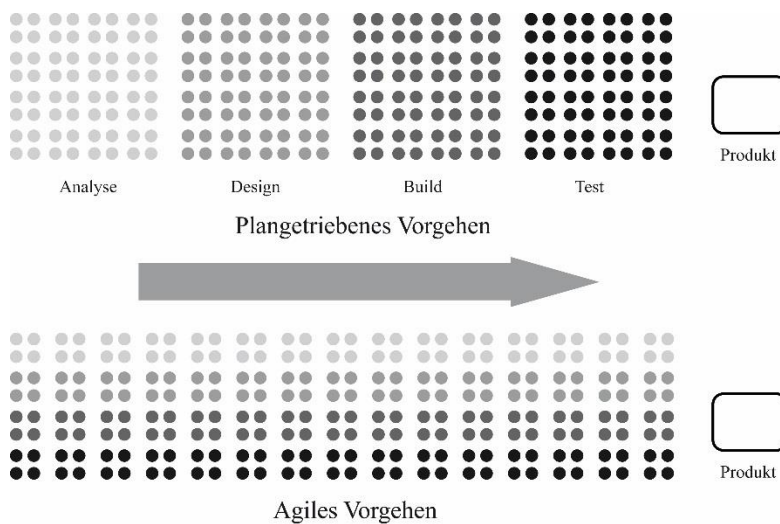 Analyse Design Build Test
Produkt
Plangetriebenes Vorgehen
Produkt
Agiles Vorgehen